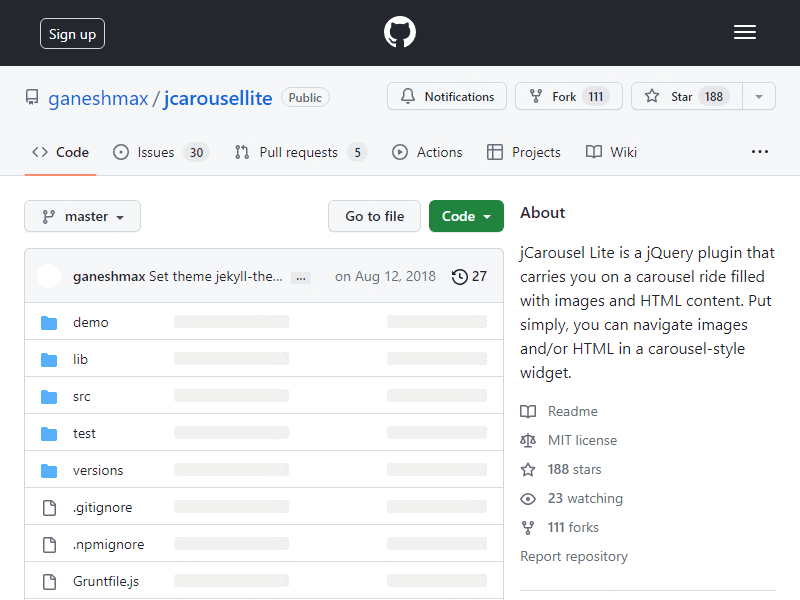 Sign up
ganeshmax / jcarousellite Public
Notifications Fork 111 Star 188
Code Issues 30 Pull requests 5 Actions Projects Wiki ...
master Go to file Code
ganeshmax Set theme jekyll-the... ... on Aug 12, 2018 27
demo
lib
src
test
versions
.gitignore
.npmignore
Gruntfile.js
About
jCarousel Lite is a jQuery plugin that
carries you on a carousel ride filled
with images and HTML content. Put
simply, you can navigate images
and/or HTML in a carousel-style
widget.
Readme
MIT license
188 stars
23 watching
111 forks
Report repository